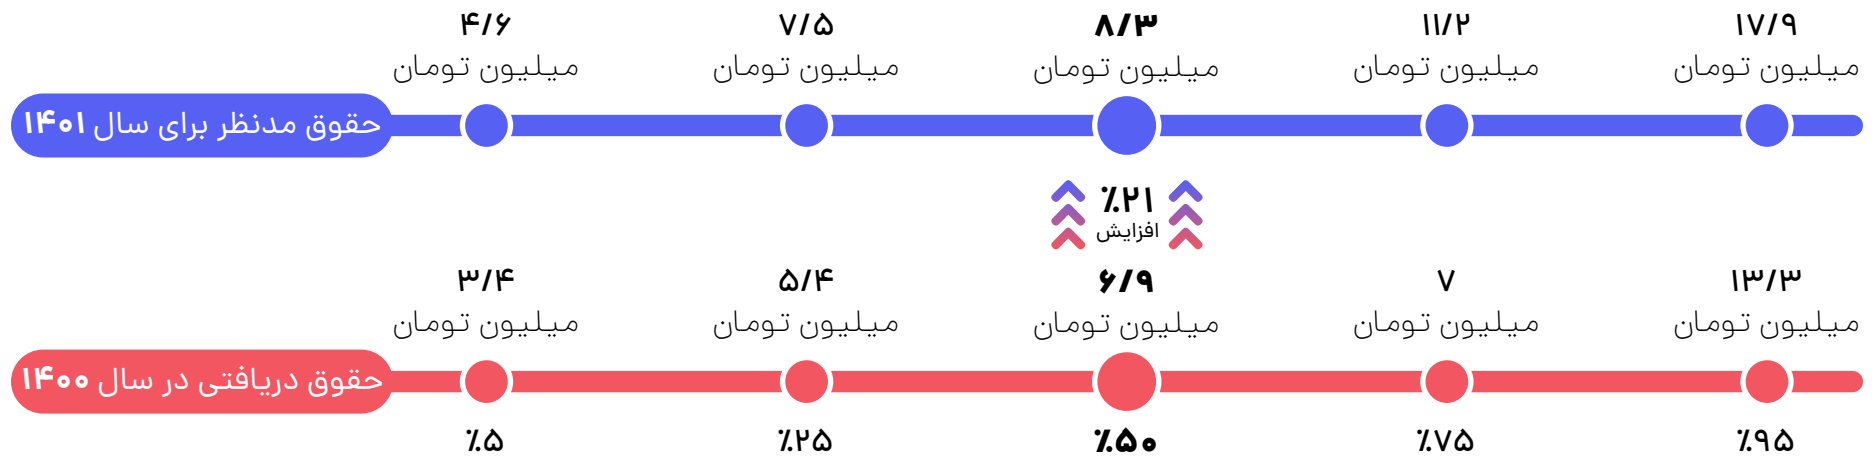 ۴/۶
میلیون تومان
۷/۵
میلیون تومان
۸/۳
میلیون تومان
۱۱/۲
میلیون تومان
۱۷/۹
میلیون تومان
حقوق مدنظر برای سال ۱۴۰۱
٪۲۱
افزایش
۳/۴
میلیون تومان
۵/۴
میلیون تومان
۶/۹
میلیون تومان
۷
میلیون تومان
۱۳/۳
میلیون تومان
حقوق دریافتی در سال ۱۴۰۰
٪۵
٪۲۵
٪۵۰
٪۷۵
٪۹۵